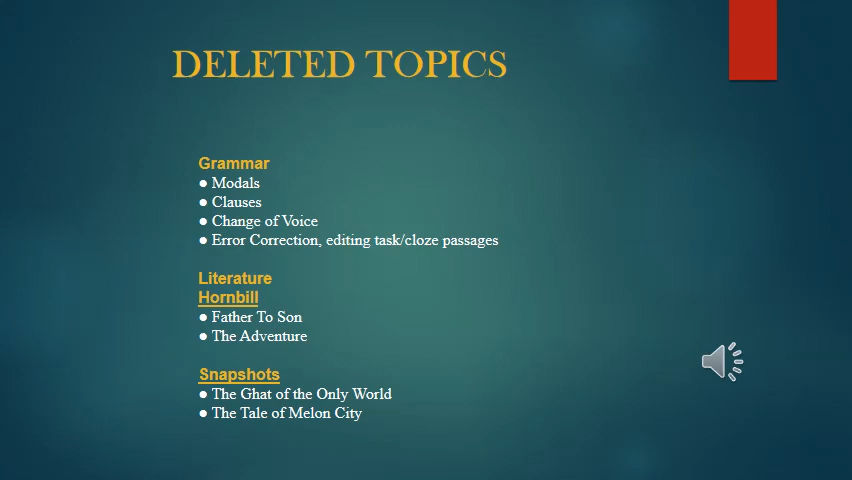 DELETED TOPICS
Grammar
● Modals
● Clauses
● Change of Voice
● Error Correction, editing task/cloze passages
Literature
Hornbill
● Father To Son
● The Adventure
Snapshots
● The Ghat of the Only World
● The Tale of Melon City